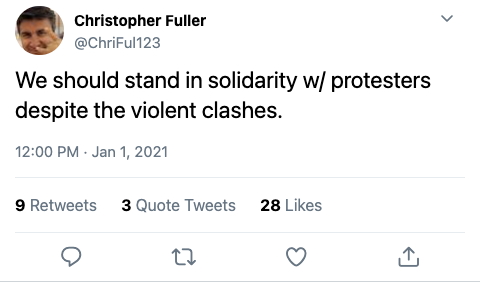 Christopher Fuller
@ChriFul123
We should stand in solidarity w/ protesters
despite the violent clashes.
12:00 PM · Jan 1, 2021
9 Retweets 3 Quote Tweets 28 Likes